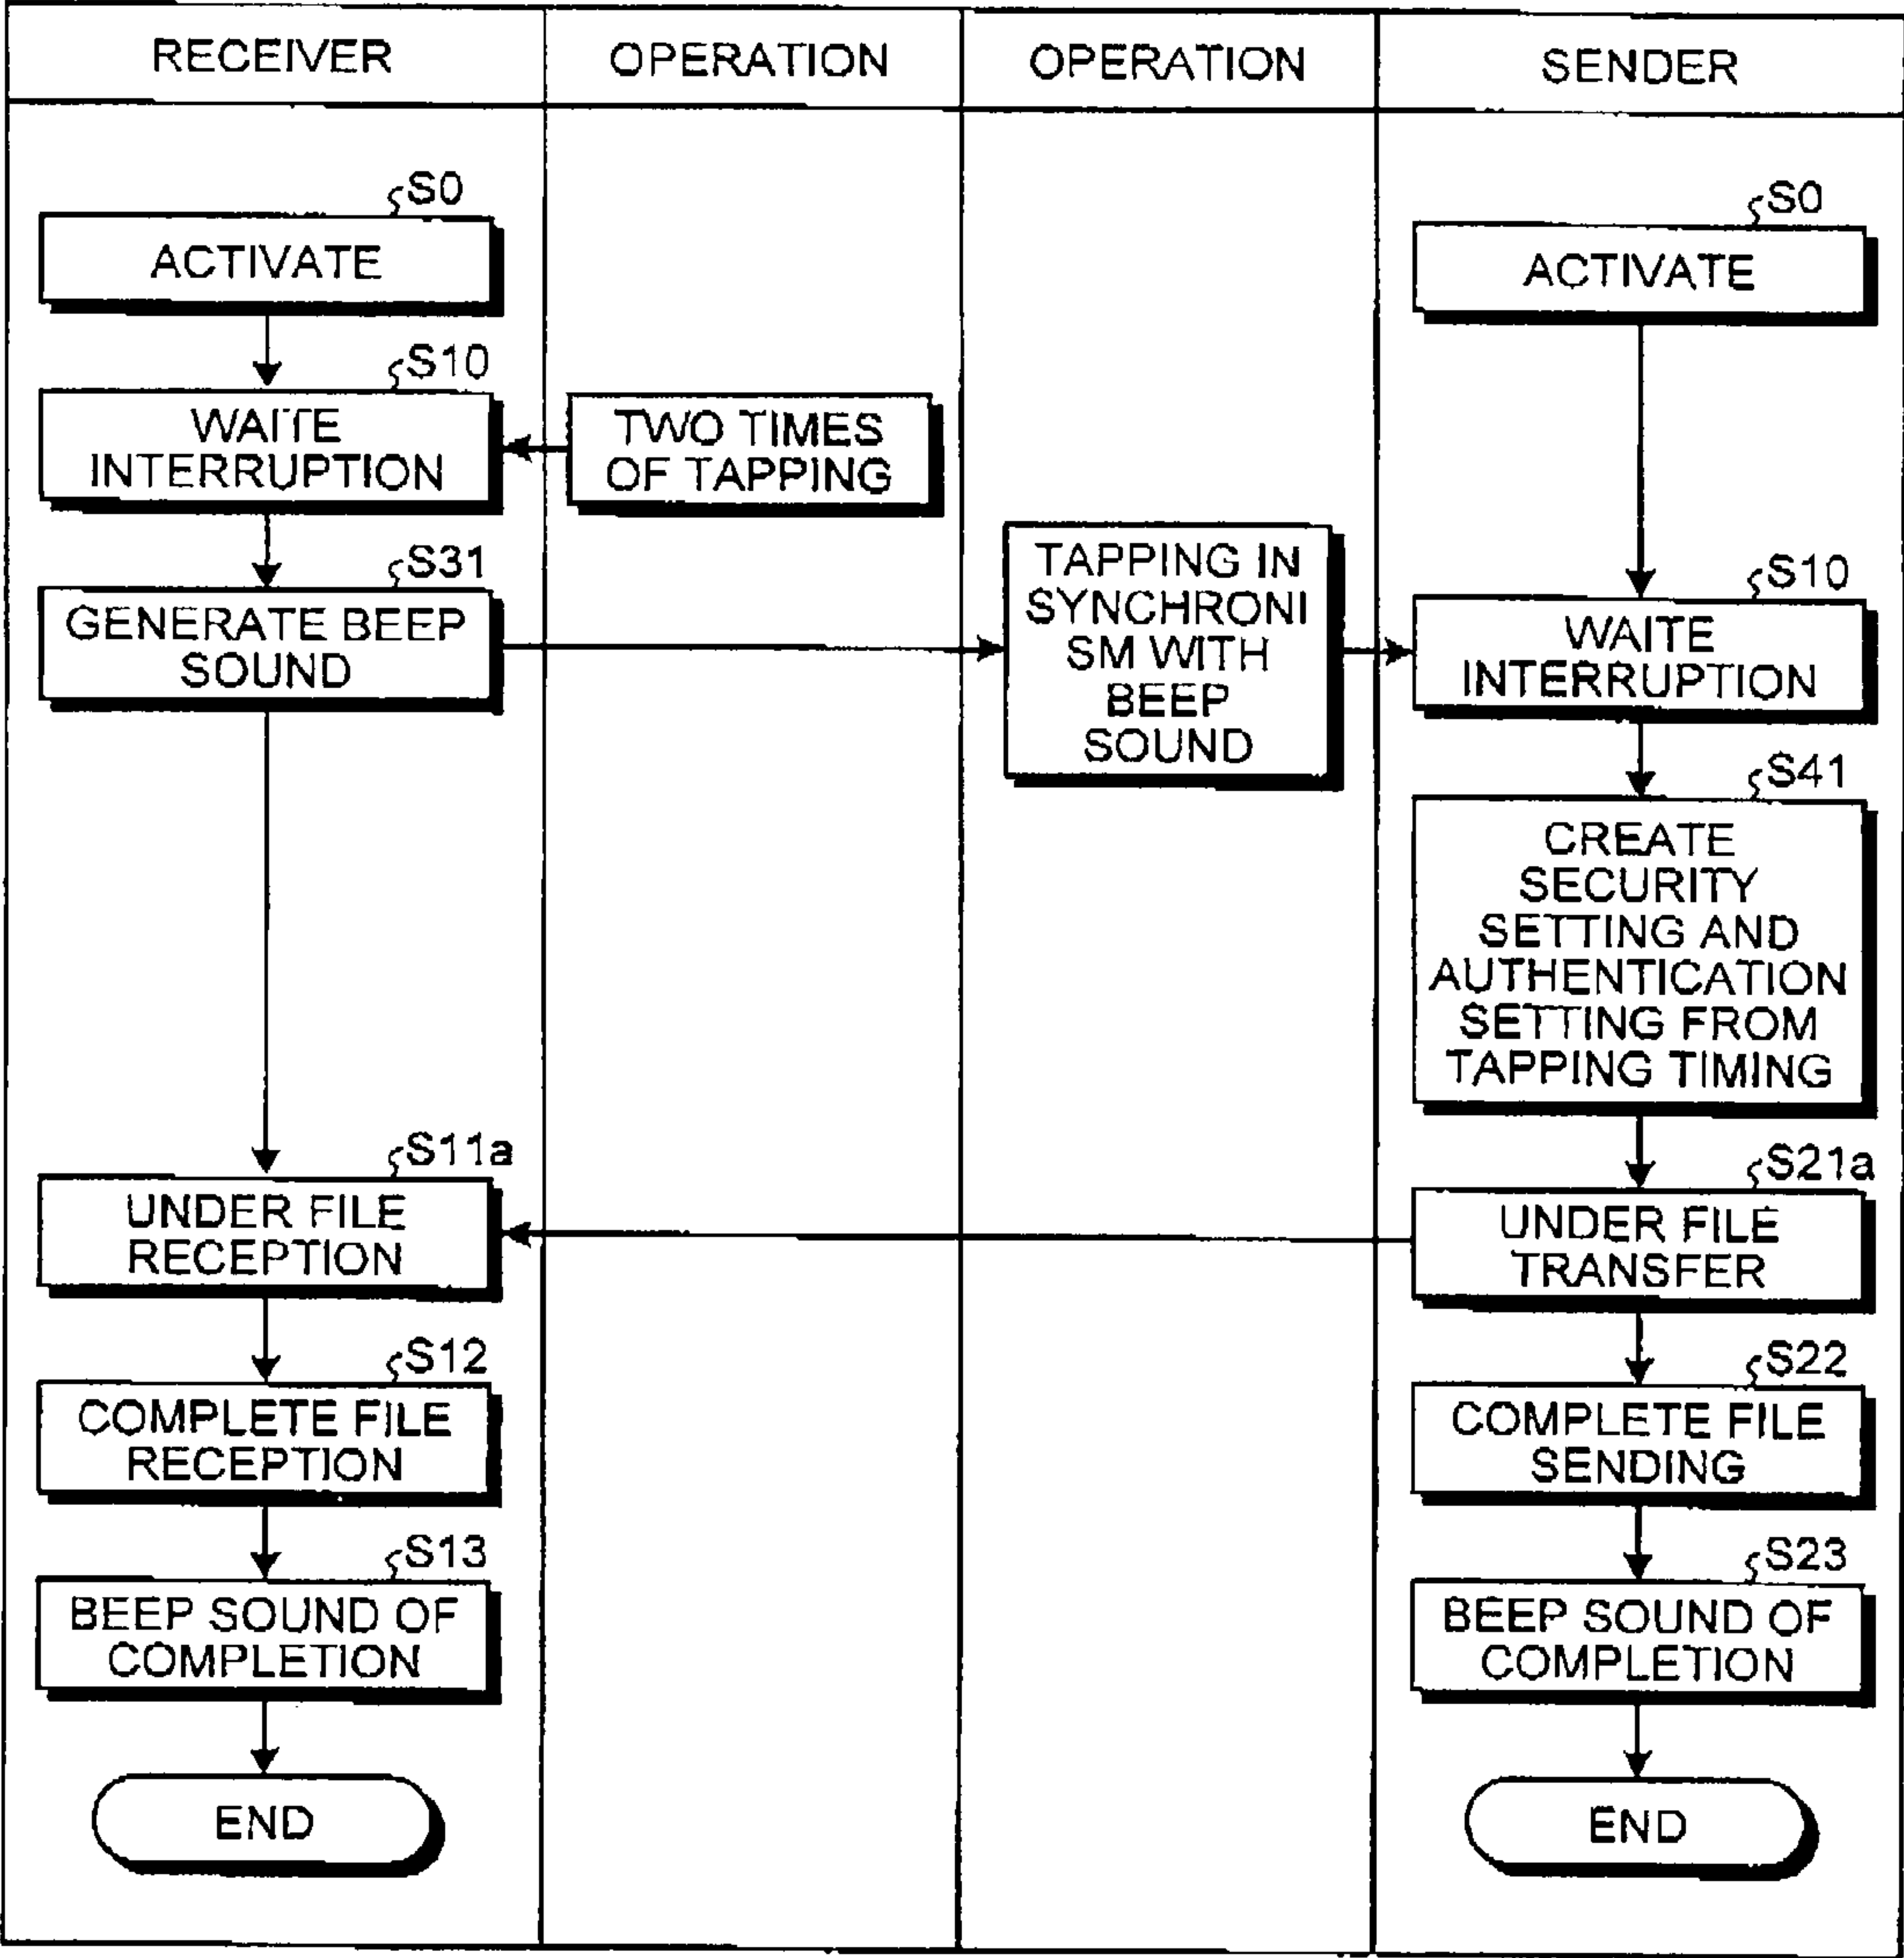 RECEIVER
OPERATION
OPERATION
SENDER
S0
ACTIVATE
S0
ACTIVATE
S10
WAITE
INTERRUPTION
TWO TIMES
OF TAPPING
S31
GENERATE BEEP
SOUND
TAPPING IN
SYNCHRONI
SM WITH
BEEP
SOUND
S10
WAITE
INTERRUPTION
S41
CREATE
SECURITY
SETTING AND
AUTHENTICATION
SETTING FROM
TAPPING TIMING
S11a
UNDER FILE
RECEPTION
S21a
UNDER FILE
TRANSFER
S12
COMPLETE FILE
RECEPTION
S22
COMPLETE FILE
SENDING
S13
BEEP SOUND OF
COMPLETION
S23
BEEP SOUND OF
COMPLETION
END
END